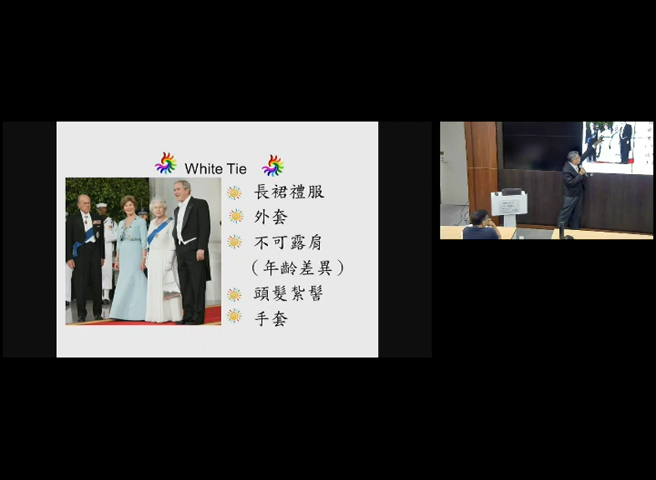 White Tie
長裙禮服
外套
不可露肩
（年齡差異）
頭髮紮髻
手套